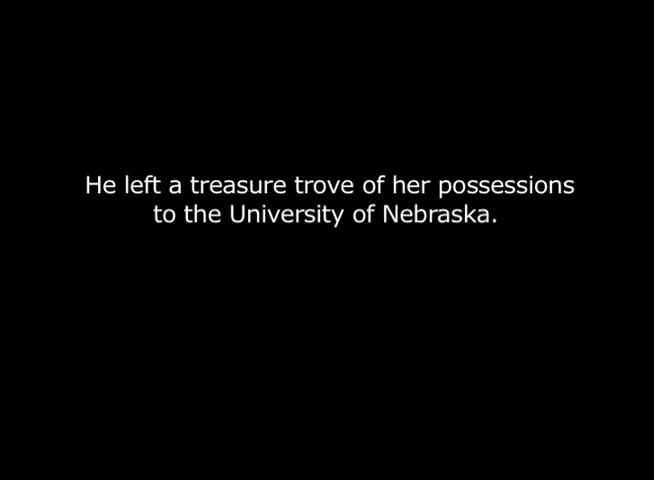 He left a treasure trove of her possessions
to the University of Nebraska.